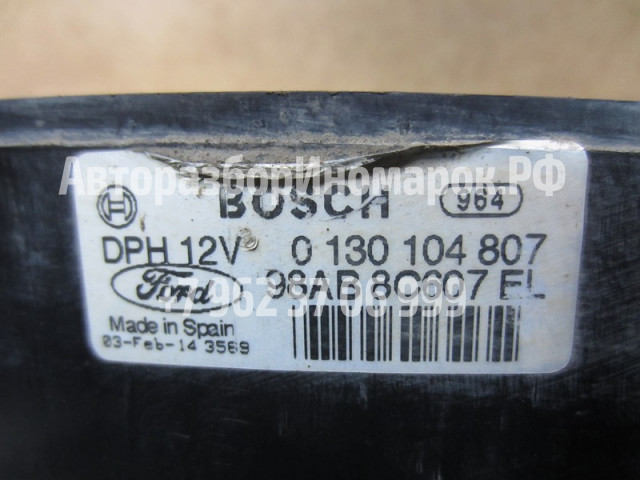 АвторазборИномарок.РФ
BOSCH 964
DPH 12V 0 130 104 807
Ford 98AB 8C607 EL
Made in Spain
03-Feb-14 3569